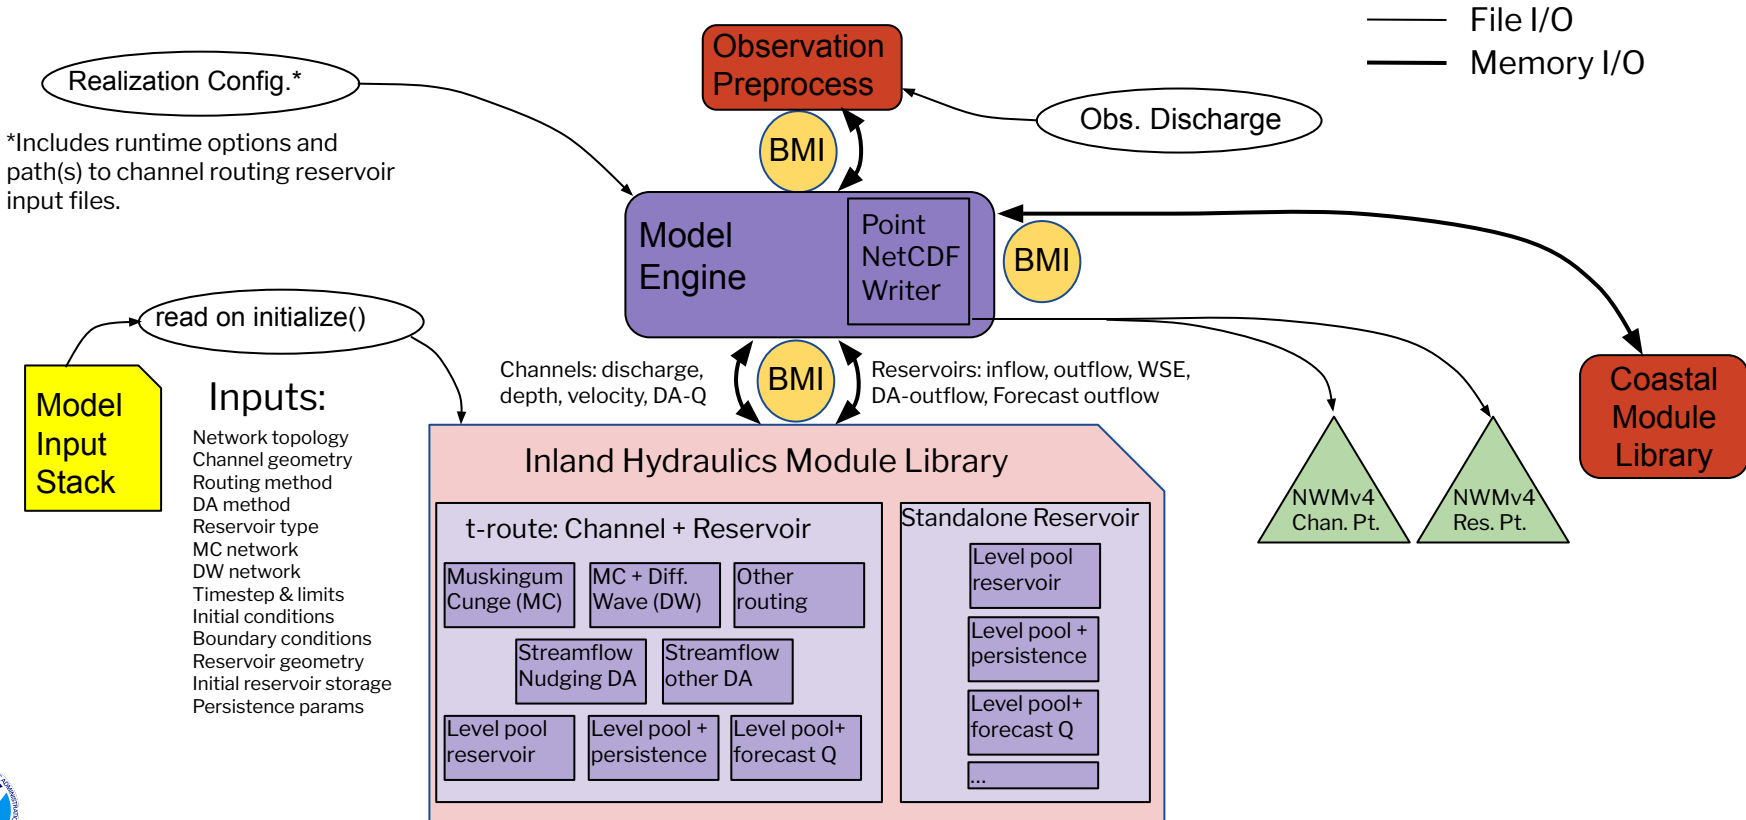 File I/O
Memory I/O
Observation
Preprocess
Realization Config.*
Obs. Discharge
*Includes runtime options and
path(s) to channel routing reservoir
input files.
BMI
Model
Engine
Point
NetCDF
Writer
BMI
read on initialize()
Channels: discharge,
depth, velocity, DA-Q
BMI
Reservoirs: inflow, outflow, WSE,
DA-outflow, Forecast outflow
Coastal
Module
Library
Model
Input
Stack
Inputs:
Network topology
Channel geometry
Routing method
DA method
Reservoir type
MC network
DW network
Timestep & limits
Initial conditions
Boundary conditions
Reservoir geometry
Initial reservoir storage
Persistence params
Inland Hydraulics Module Library
t-route: Channel + Reservoir
Muskingum
Cunge (MC)
MC + Diff.
Wave (DW)
Other
routing
Streamflow
Nudging DA
Streamflow
other DA
Level pool
reservoir
Level pool +
persistence
Level pool+
forecast Q
Standalone Reservoir
Level pool
reservoir
Level pool +
persistence
Level pool+
forecast Q
...
NWMv4
Chan. Pt.
NWMv4
Res. Pt.